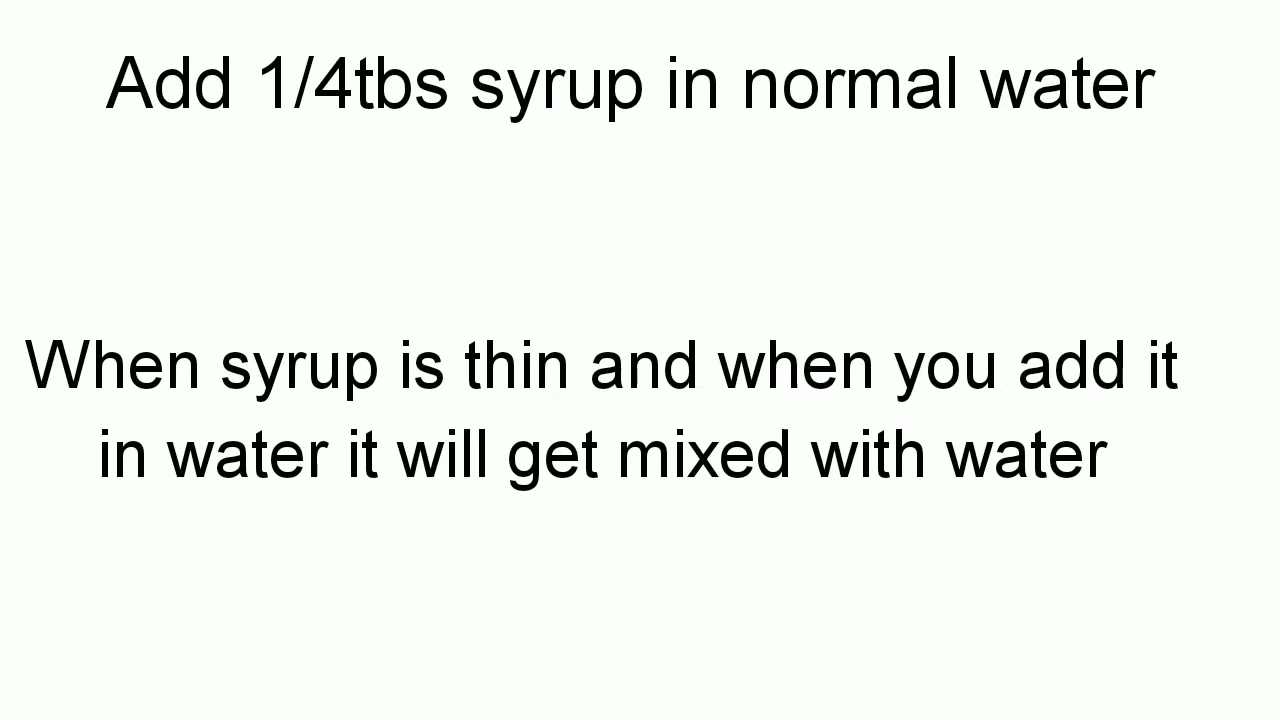 Add 1/4tbs syrup in normal water
When syrup is thin and when you add it
in water it will get mixed with water